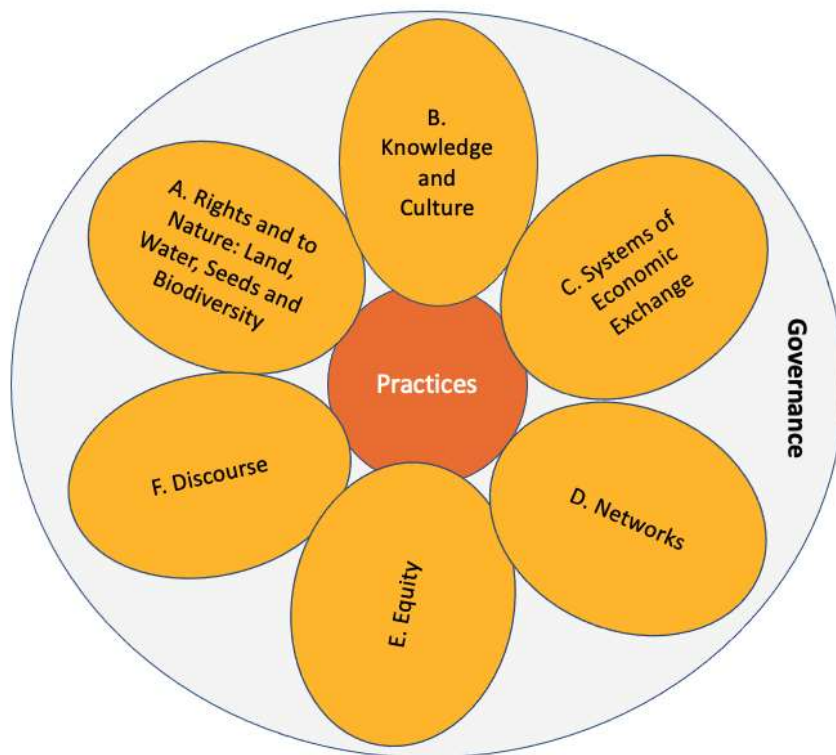 A. Rights and to
Nature: Land,
Water, Seeds and
Biodiversity
B.
Knowledge
and
Culture
C. Systems of
Economic
Exchange
Governance
Practices
D. Networks
E. Equity
F. Discourse